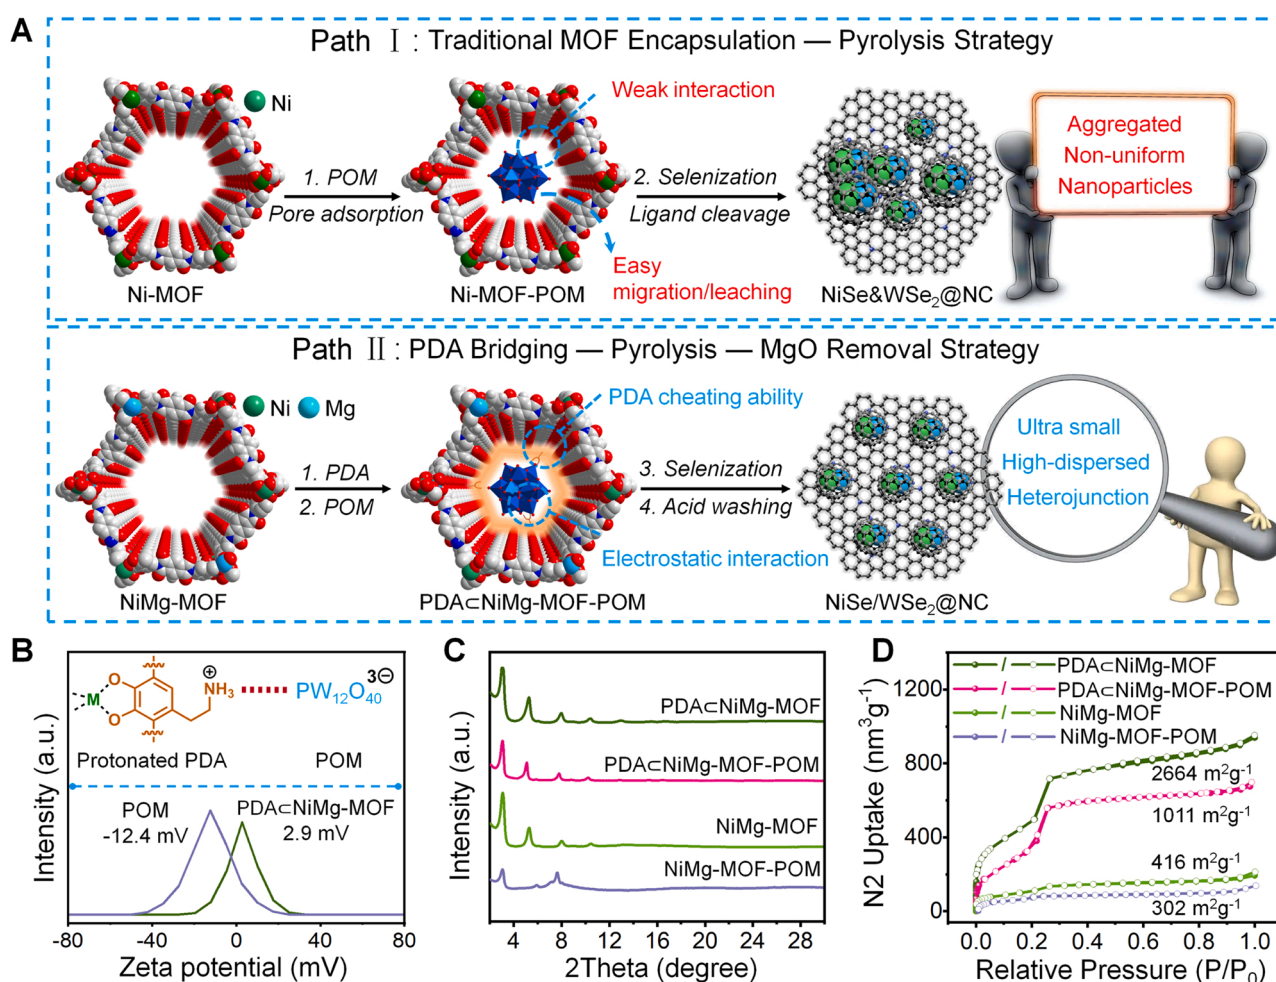 A
Path Ⅰ : Traditional MOF Encapsulation — Pyrolysis Strategy
Ni
Weak interaction
1. POM
Pore adsorption
2. Selenization
Ligand cleavage
Easy
migration/leaching
Aggregated
Non-uniform
Nanoparticles
Ni-MOF
Ni-MOF-POM
NiSe&WSe₂@NC
Path Ⅱ : PDA Bridging — Pyrolysis — MgO Removal Strategy
Ni Mg
PDA cheating ability
1. PDA
2. POM
3. Selenization
4. Acid washing
Electrostatic interaction
Ultra small
High-dispersed
Heterojunction
NiMg-MOF
PDA⊂NiMg-MOF-POM
NiSe/WSe₂@NC
B
M
O
O
⊕
NH₃
PW₁₂O₄₀
3⊖
Protonated PDA
POM
POM
-12.4 mV
PDA⊂NiMg-MOF
2.9 mV
Intensity (a.u.)
-80 -40 0 40 80
Zeta potential (mV)
C
PDA⊂NiMg-MOF
PDA⊂NiMg-MOF-POM
NiMg-MOF
NiMg-MOF-POM
Intensity (a.u.)
4 8 12 16 20 24 28
2Theta (degree)
D
/ PDA⊂NiMg-MOF
/ PDA⊂NiMg-MOF-POM
/ NiMg-MOF
/ NiMg-MOF-POM
2664 m²g⁻¹
1011 m²g⁻¹
416 m²g⁻¹
302 m²g⁻¹
N2 Uptake (nm³g⁻¹)
1200
800
400
0
0.0 0.2 0.4 0.6 0.8 1.0
Relative Pressure (P/P₀)